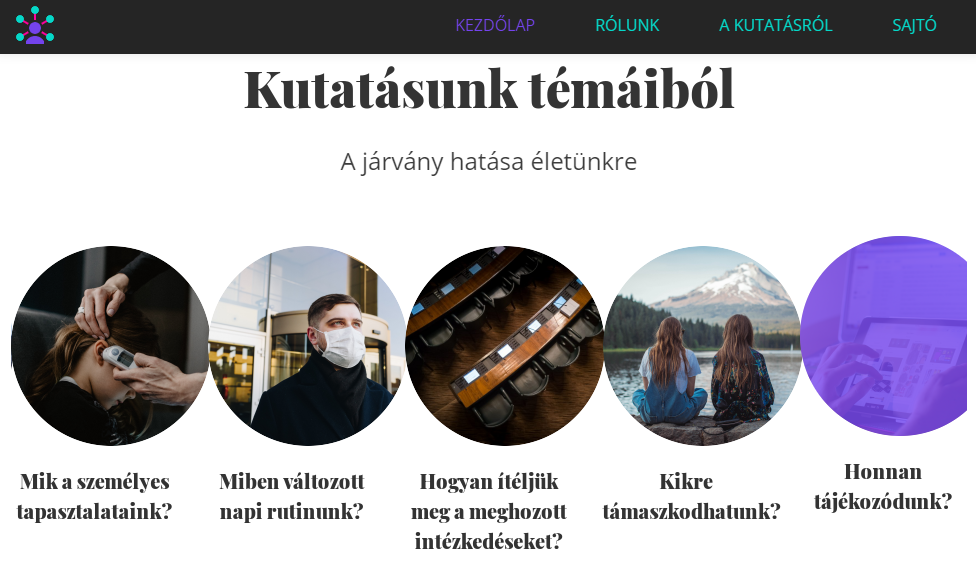 KEZDŐLAP RÓLUNK A KUTATÁSRÓL SAJTÓ
Kutatásunk témáiból
A járvány hatása életünkre
Mik a személyes
tapasztalataink?
Miben változott
napi rutinunk?
Hogyan ítéljük
meg a meghozott
intézkedéseket?
Kikre
támaszkodhatunk?
Honnan
tájékozódunk?